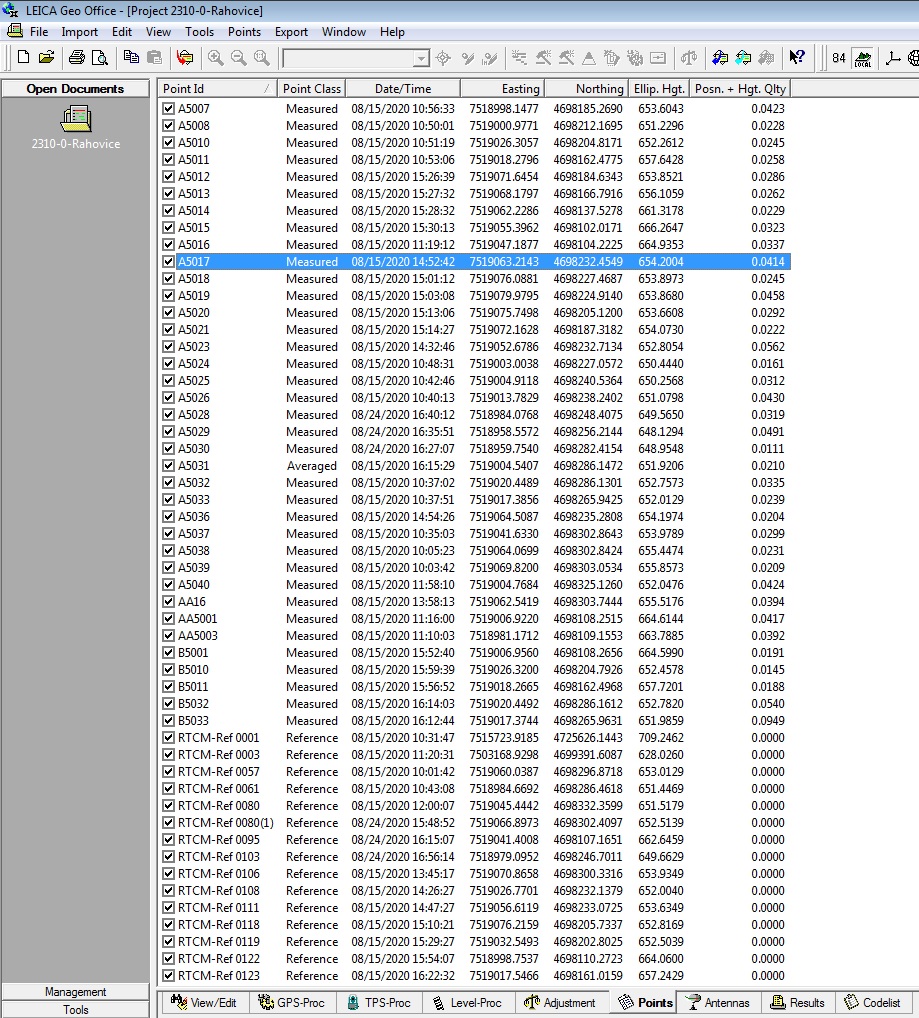 LEICA Geo Office - [Project 2310-0-Rahovice]
File Import Edit View Tools Points Export Window Help
84 LOCAL
Open Documents
2310-0-Rahovice
Point Id / Point Class Date/Time Easting Northing Ellip. Hgt. Posn. + Hgt. Qlty
A5007 Measured 08/15/2020 10:56:33 7518998.1477 4698185.2690 653.6043 0.0423
A5008 Measured 08/15/2020 10:50:01 7519000.9771 4698212.1695 651.2296 0.0228
A5010 Measured 08/15/2020 10:51:19 7519026.3057 4698204.8171 652.2612 0.0245
A5011 Measured 08/15/2020 10:53:06 7519018.2796 4698162.4775 657.6428 0.0258
A5012 Measured 08/15/2020 15:26:39 7519071.6454 4698184.6343 653.8521 0.0286
A5013 Measured 08/15/2020 15:27:32 7519068.1797 4698166.7916 656.1059 0.0262
A5014 Measured 08/15/2020 15:28:32 7519062.2286 4698137.5278 661.3178 0.0229
A5015 Measured 08/15/2020 15:30:13 7519055.3962 4698102.0171 666.2647 0.0323
A5016 Measured 08/15/2020 11:19:12 7519047.1877 4698104.2225 664.9353 0.0337
A5017 Measured 08/15/2020 14:52:42 7519063.2143 4698232.4549 654.2004 0.0414
A5018 Measured 08/15/2020 15:01:12 7519076.0881 4698227.4687 653.8973 0.0245
A5019 Measured 08/15/2020 15:03:08 7519079.9795 4698224.9140 653.8680 0.0458
A5020 Measured 08/15/2020 15:13:06 7519075.7498 4698205.1200 653.6608 0.0292
A5021 Measured 08/15/2020 15:14:27 7519072.1628 4698187.3182 654.0730 0.0222
A5023 Measured 08/15/2020 14:32:46 7519052.6786 4698232.7134 652.8054 0.0562
A5024 Measured 08/15/2020 10:48:31 7519003.0038 4698227.0572 650.4440 0.0161
A5025 Measured 08/15/2020 10:42:46 7519004.9118 4698240.5364 650.2568 0.0312
A5026 Measured 08/15/2020 10:40:13 7519013.7829 4698238.2402 651.0798 0.0430
A5028 Measured 08/24/2020 16:40:12 7518984.0768 4698248.4075 649.5650 0.0319
A5029 Measured 08/24/2020 16:35:51 7518958.5572 4698256.2144 648.1294 0.0491
A5030 Measured 08/24/2020 16:27:07 7518959.7540 4698282.4154 648.9548 0.0111
A5031 Averaged 08/15/2020 16:15:29 7519004.5407 4698286.1472 651.9206 0.0210
A5032 Measured 08/15/2020 10:37:02 7519020.4489 4698286.1301 652.7573 0.0335
A5033 Measured 08/15/2020 10:37:51 7519017.3856 4698265.9425 652.0129 0.0239
A5036 Measured 08/15/2020 14:54:26 7519064.5087 4698235.2808 654.1974 0.0204
A5037 Measured 08/15/2020 10:35:03 7519041.6330 4698302.8643 653.9789 0.0299
A5038 Measured 08/15/2020 10:05:23 7519064.0699 4698302.8424 655.4474 0.0231
A5039 Measured 08/15/2020 10:03:42 7519069.8200 4698303.0534 655.8573 0.0209
A5040 Measured 08/15/2020 11:58:10 7519004.7684 4698325.1260 652.0476 0.0424
AA16 Measured 08/15/2020 13:58:13 7519062.5419 4698303.7444 655.5176 0.0394
AA5001 Measured 08/15/2020 11:16:00 7519006.9220 4698108.2515 664.6144 0.0417
AA5003 Measured 08/15/2020 11:10:03 7518981.1712 4698109.1553 663.7885 0.0392
B5001 Measured 08/15/2020 15:52:40 7519006.9560 4698108.2656 664.5990 0.0191
B5010 Measured 08/15/2020 15:59:39 7519026.3200 4698204.7926 652.4578 0.0145
B5011 Measured 08/15/2020 15:56:52 7519018.2665 4698162.4968 657.7201 0.0188
B5032 Measured 08/15/2020 16:14:03 7519020.4492 4698286.1612 652.7820 0.0540
B5033 Measured 08/15/2020 16:12:44 7519017.3744 4698265.9631 651.9859 0.0949
RTCM-Ref 0001 Reference 08/15/2020 10:31:47 7515723.9185 4725626.1443 709.2462 0.0000
RTCM-Ref 0003 Reference 08/15/2020 11:20:31 7503168.9298 4699391.6087 628.0260 0.0000
RTCM-Ref 0057 Reference 08/15/2020 10:01:42 7519060.0387 4698296.8718 653.0129 0.0000
RTCM-Ref 0061 Reference 08/15/2020 10:43:08 7518984.6692 4698286.4618 651.4469 0.0000
RTCM-Ref 0080 Reference 08/15/2020 12:00:07 7519045.4442 4698332.3599 651.5179 0.0000
RTCM-Ref 0080(1) Reference 08/24/2020 15:48:52 7519066.8973 4698302.4097 652.5139 0.0000
RTCM-Ref 0095 Reference 08/24/2020 16:15:07 7519041.4008 4698107.1651 662.6459 0.0000
RTCM-Ref 0103 Reference 08/24/2020 16:56:14 7518979.0952 4698246.7011 649.6629 0.0000
RTCM-Ref 0106 Reference 08/15/2020 13:45:17 7519070.8658 4698300.3316 653.9349 0.0000
RTCM-Ref 0108 Reference 08/15/2020 14:26:27 7519026.7701 4698232.1379 652.0040 0.0000
RTCM-Ref 0111 Reference 08/15/2020 14:47:27 7519056.6119 4698233.0725 653.6349 0.0000
RTCM-Ref 0118 Reference 08/15/2020 15:10:21 7519076.2159 4698205.7337 652.8169 0.0000
RTCM-Ref 0119 Reference 08/15/2020 15:29:27 7519032.5493 4698202.8025 652.5039 0.0000
RTCM-Ref 0122 Reference 08/15/2020 15:54:07 7518998.7537 4698110.2723 664.0600 0.0000
RTCM-Ref 0123 Reference 08/15/2020 16:22:32 7519017.5466 4698161.0159 657.2429 0.0000
Management
Tools
View/Edit GPS-Proc TPS-Proc Level-Proc Adjustment Points Antennas Results Codelist